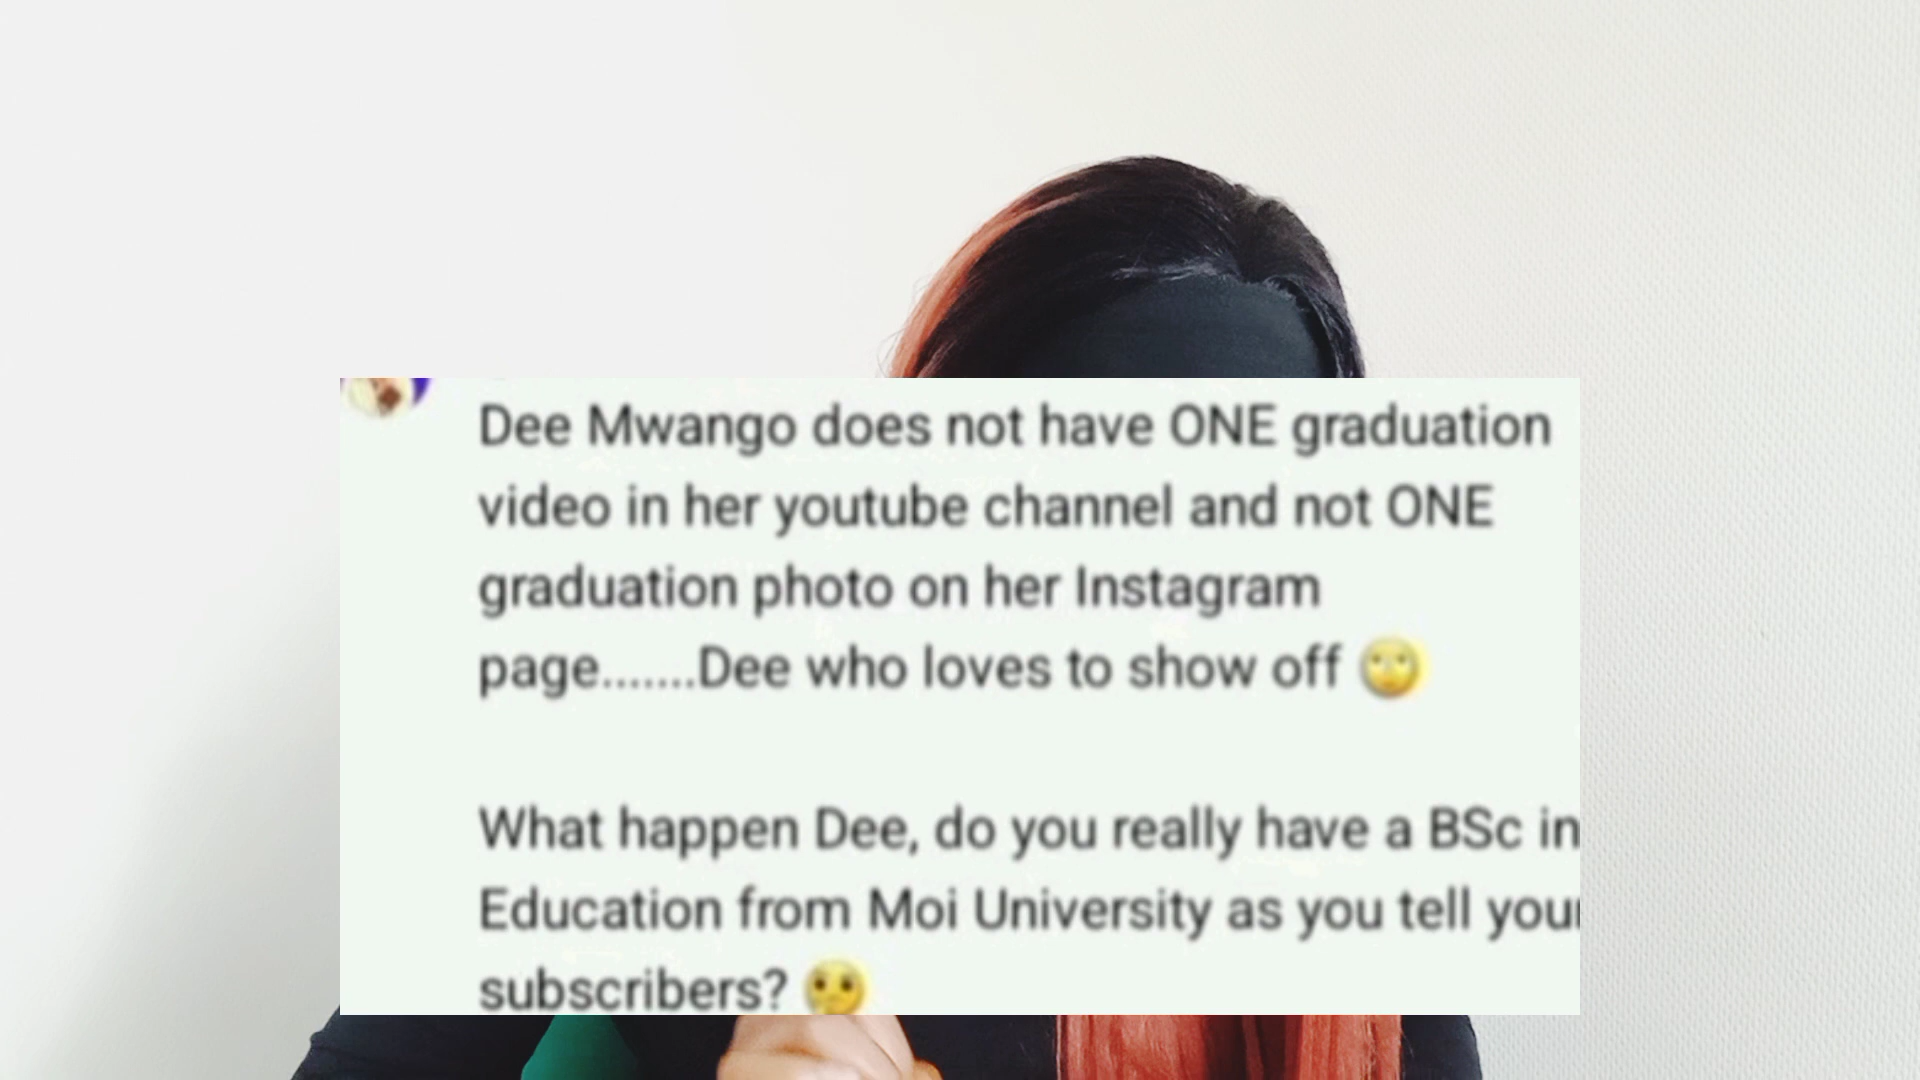 Dee Mwango does not have ONE graduation
video in her youtube channel and not ONE
graduation photo on her Instagram
page.......Dee who loves to show off 🙄
What happen Dee, do you really have a BSc in
Education from Moi University as you tell your
subscribers? 🤨